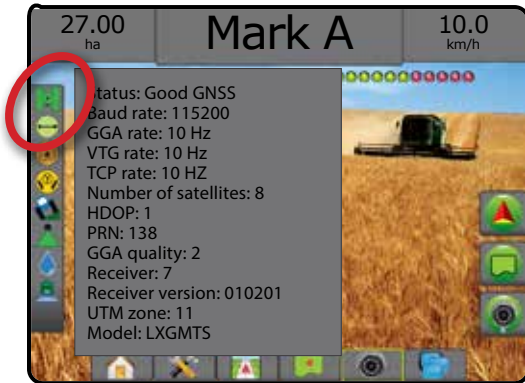 27.00
ha
Mark A
10.0
km/h
Status: Good GNSS
Baud rate: 115200
GGA rate: 10 Hz
VTG rate: 10 Hz
TCP rate: 10 HZ
Number of satellites: 8
HDOP: 1
PRN: 138
GGA quality: 2
Receiver: 7
Receiver version: 010201
UTM zone: 11
Model: LXGMTS